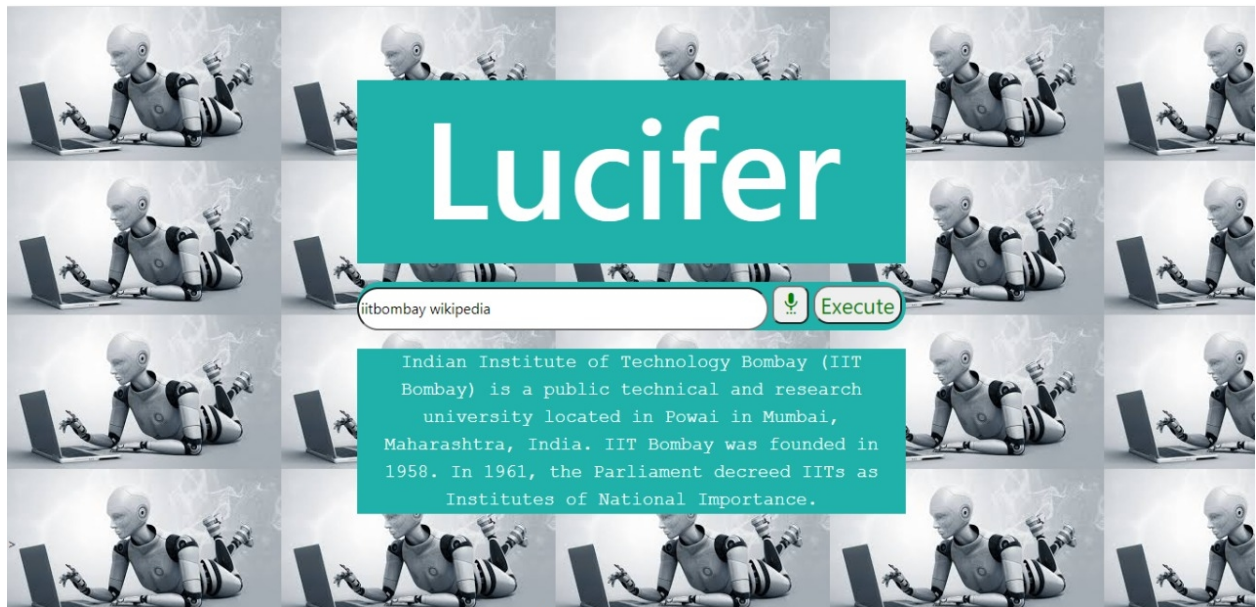 Lucifer
iitbombay wikipedia
Execute
Indian Institute of Technology Bombay (IIT
Bombay) is a public technical and research
university located in Powai in Mumbai,
Maharashtra, India. IIT Bombay was founded in
1958. In 1961, the Parliament decreed IITs as
Institutes of National Importance.
>